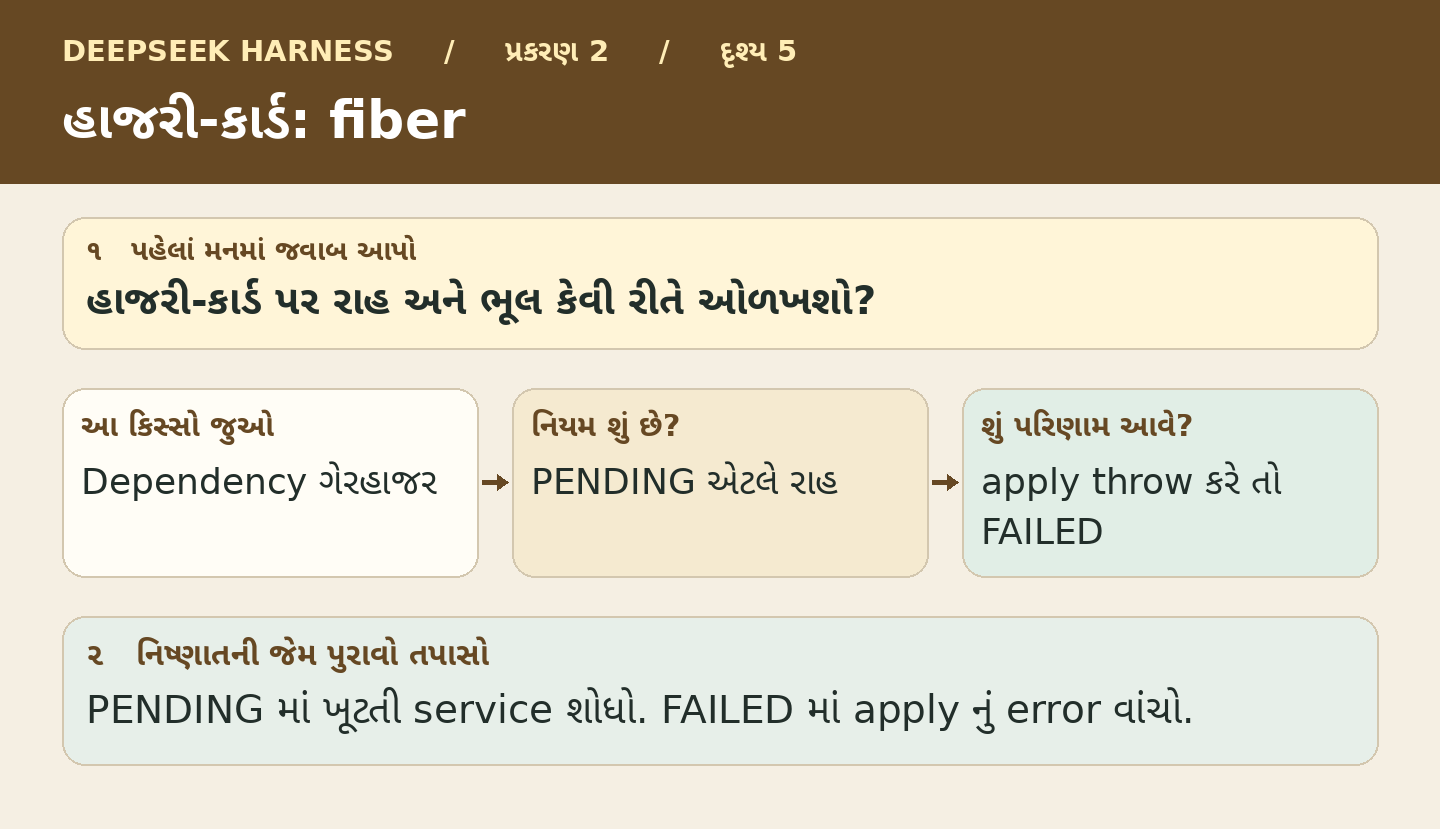 DEEPSEEK HARNESS / પ્રકરણ 2 / દૃશ્ય 5
હાજરી-કાર્ડ: fiber
૧ પહેલાં મનમાં જવાબ આપો
હાજરી-કાર્ડ પર રાહ અને ભૂલ કેવી રીતે ઓળખશો?
આ કિસ્સો જુઓ
Dependency ગેરહાજર
નિયમ શું છે?
PENDING એટલે રાહ
શું પરિણામ આવે?
apply throw કરે તો
FAILED
૨ નિષ્ણાતની જેમ પુરાવો તપાસો
PENDING માં ખૂટતી service શોધો. FAILED માં apply નું error વાંચો.